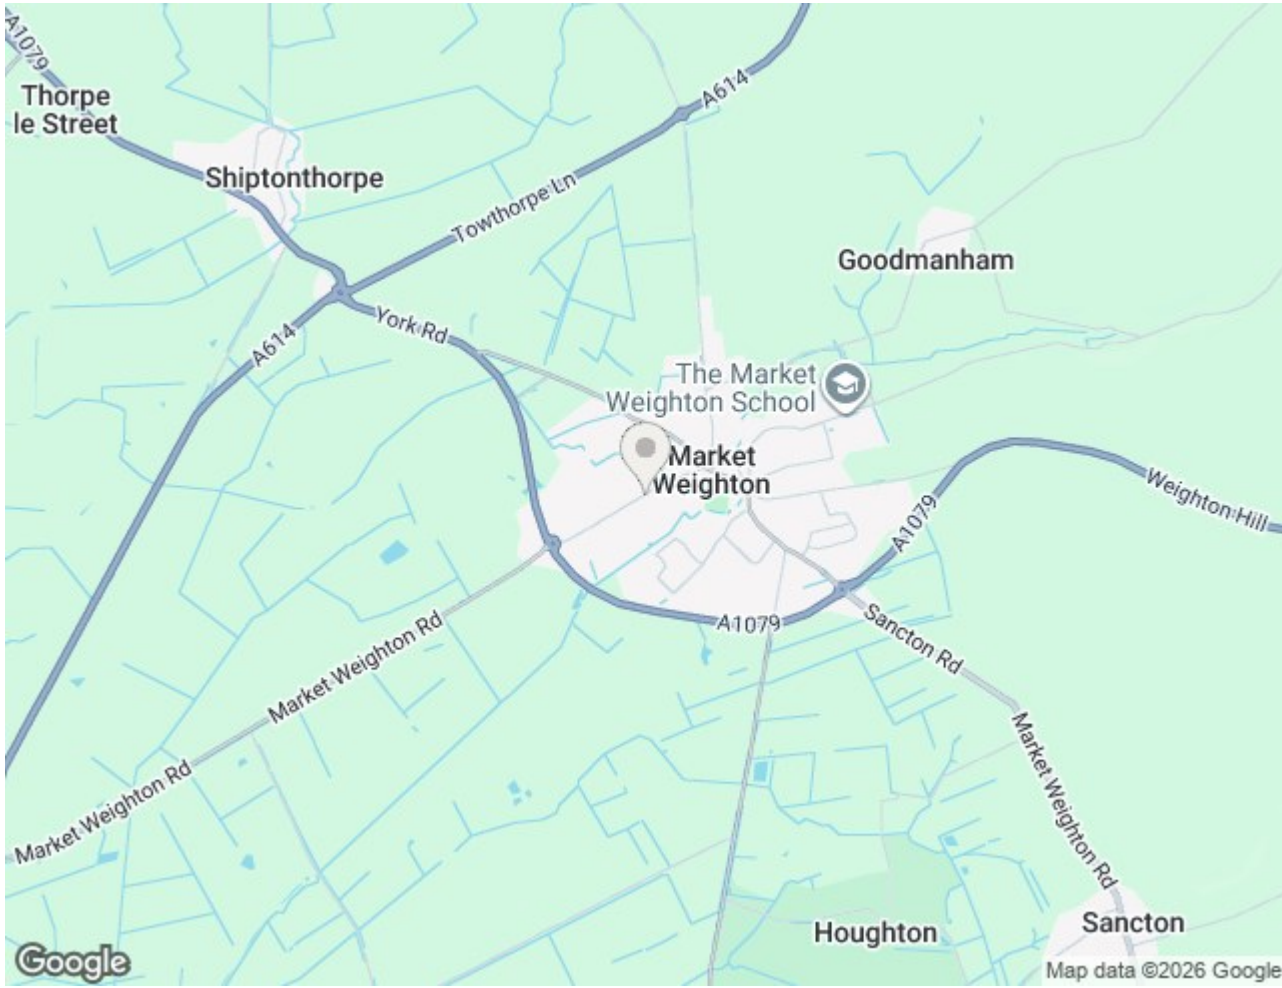 A1079
Thorpe
le Street
A614
Shiptonthorpe
Towthorpe Ln
Goodmanham
York Rd
A614
The Market
Weighton School
Market
Weighton
Weighton Hill
A1079
A1079
Sancton Rd
Market Weighton Rd
Market Weighton Rd
Market Weighton Rd
Houghton
Sancton
Google
Map data ©2026 Google